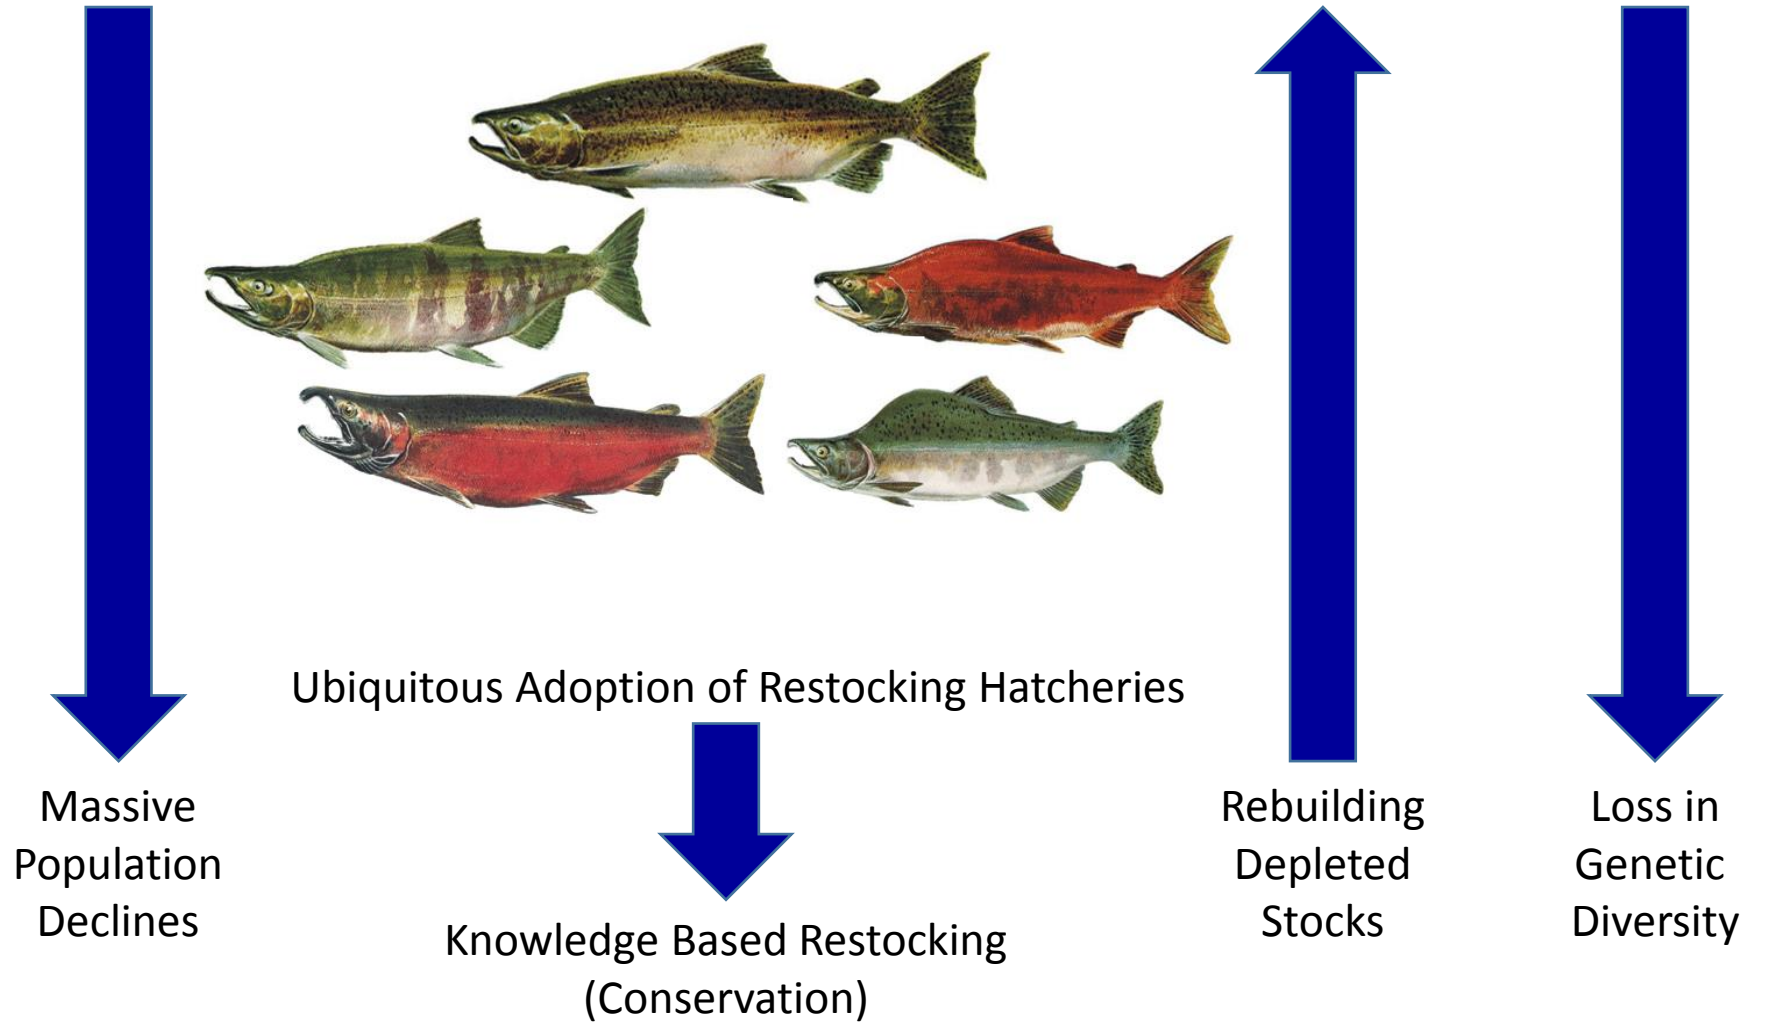 Ubiquitous Adoption of Restocking Hatcheries
Massive
Population
Declines
Knowledge Based Restocking
(Conservation)
Rebuilding
Depleted
Stocks
Loss in
Genetic
Diversity